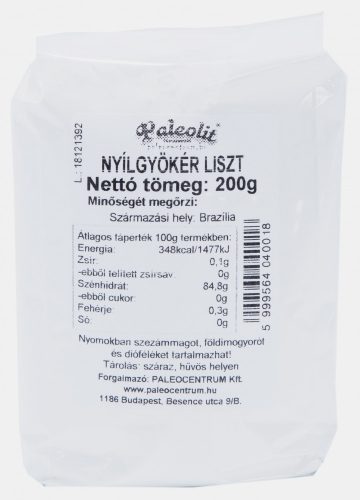 Paleolit
NYÍLGYÖKÉR LISZT
Nettó tömeg: 200g
Minőségét megőrzi:
Származási hely: Brazília
Átlagos táperték 100g termékben:
Energia: 348kcal/1477kJ
Zsír: 0,1g
-ebből telített zsírsav: 0g
Szénhidrát: 84,8g
-ebből cukor: 0g
Fehérje: 0,3g
Só: 0g
Nyomokban szezámmagot, földimogyorót
és dióféléket tartalmazhat!
Tárolás: száraz, hűvös helyen
Forgalmazó: PALEOCENTRUM Kft.
www.paleocentrum.hu
1186 Budapest, Besence utca 9/B.
L.: 18121392
5 999564 040018